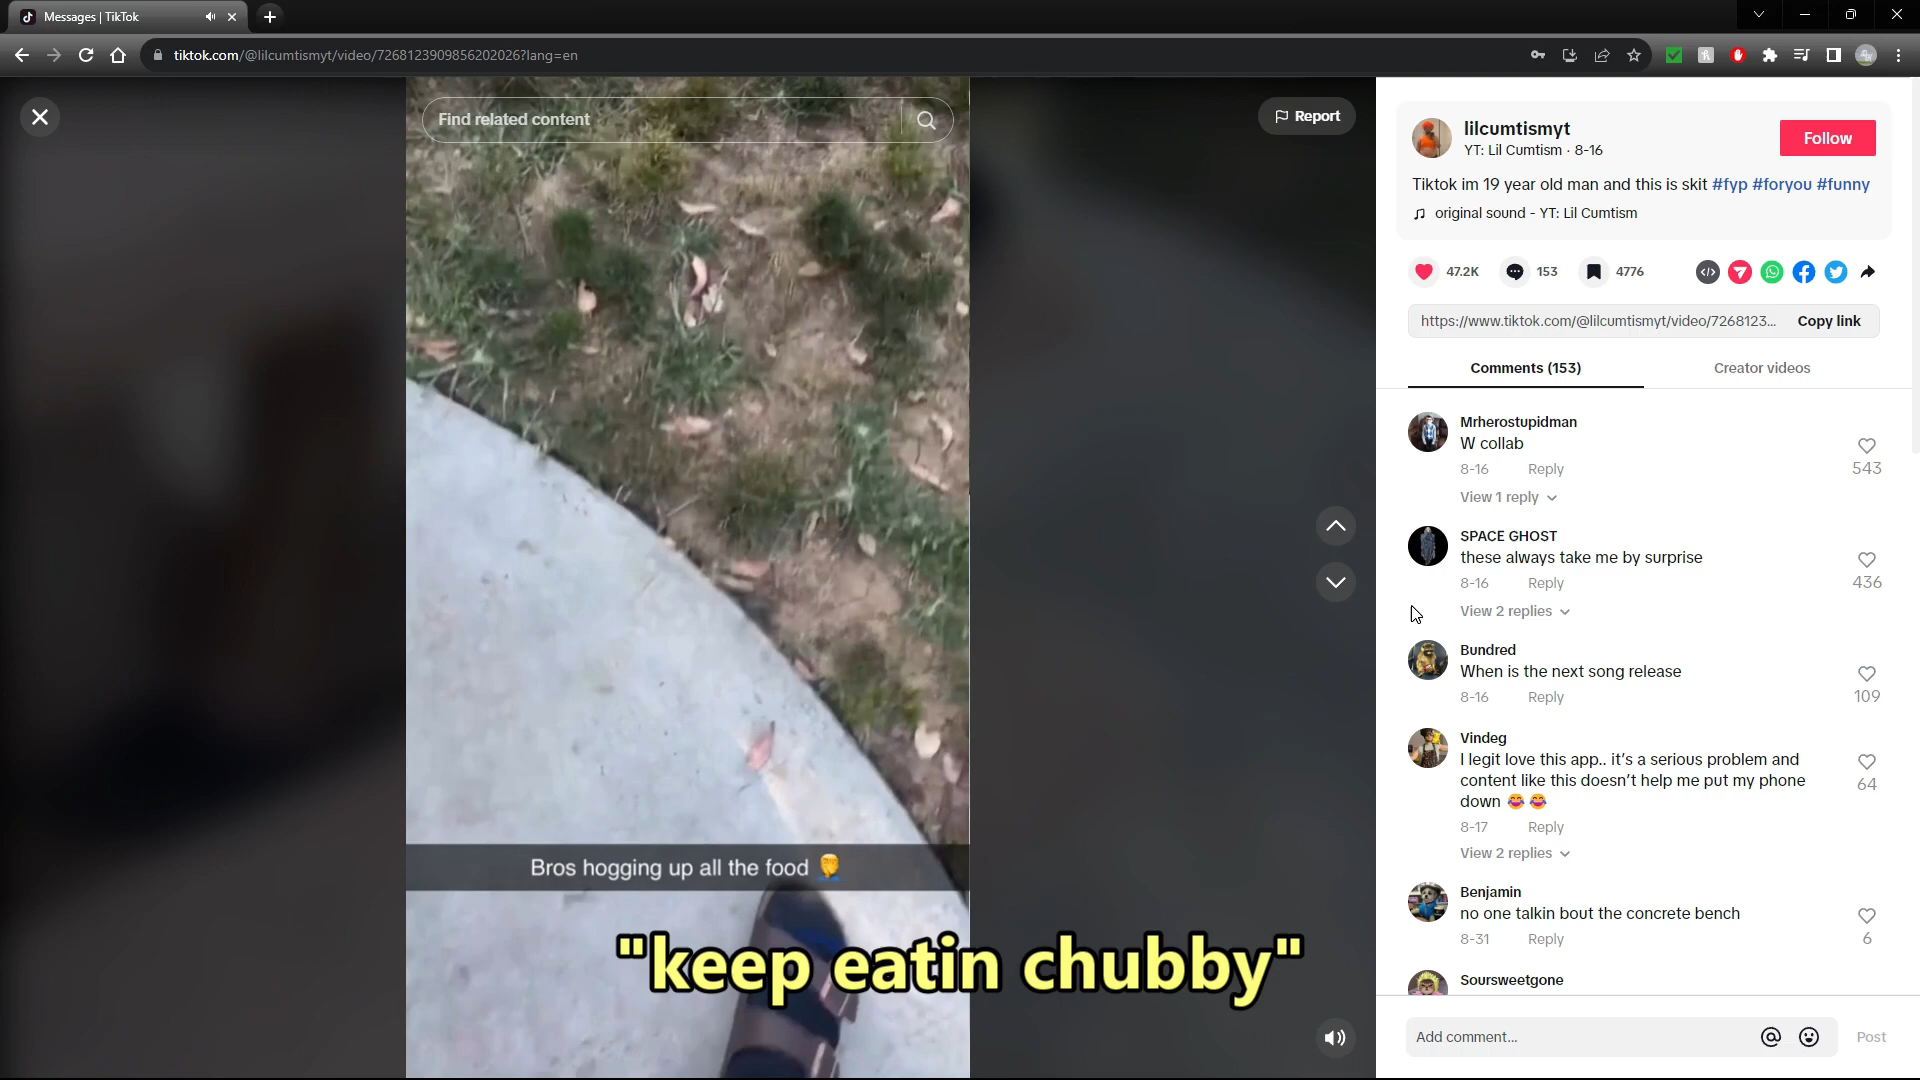 Messages | TikTok
tiktok.com/@lilcumtismyt/video/7268123909856202026?lang=en
Find related content
Report
lilcumtismyt
YT: Lil Cumtism · 8-16
Follow
Tiktok im 19 year old man and this is skit #fyp #foryou #funny
original sound - YT: Lil Cumtism
47.2K
153
4776
https://www.tiktok.com/@lilcumtismyt/video/7268123...
Copy link
Comments (153)
Creator videos
Mrherostupidman
W collab
8-16 Reply
543
View 1 reply
SPACE GHOST
these always take me by surprise
8-16 Reply
436
View 2 replies
Bundred
When is the next song release
8-16 Reply
109
Vindeg
I legit love this app.. it's a serious problem and
content like this doesn't help me put my phone
down 😂😂
64
8-17 Reply
View 2 replies
Benjamin
no one talkin bout the concrete bench
8-31 Reply
6
Soursweetgone
Add comment...
Post
Bros hogging up all the food 🤦
"keep eatin chubby"